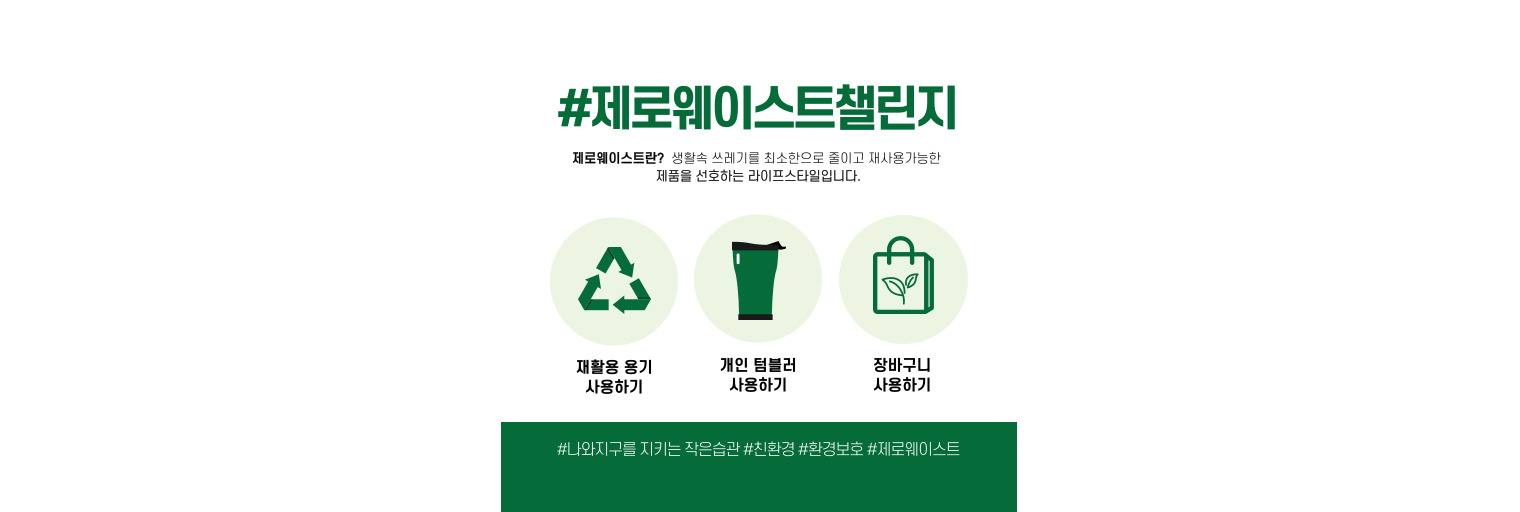 #제로웨이스트챌린지
제로웨이스트란? 생활속 쓰레기를 최소한으로 줄이고 재사용가능한
제품을 선호하는 라이프스타일입니다.
재활용 용기
사용하기
개인 텀블러
사용하기
장바구니
사용하기
#나와지구를 지키는 작은습관 #친환경 #환경보호 #제로웨이스트